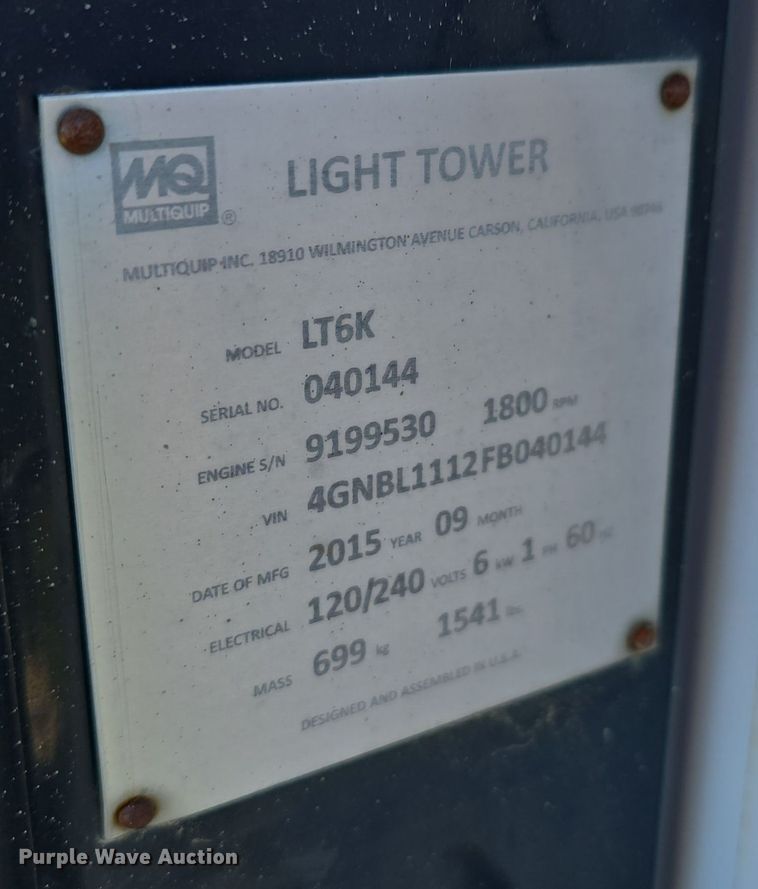 MQ
MULTIQUIP ®
LIGHT TOWER
MULTIQUIP INC. 18910 WILMINGTON AVENUE CARSON, CALIFORNIA, USA
MODEL LT6K
SERIAL NO. 040144
ENGINE S/N 9199530 1800 RPM
VIN 4GNBL1112FB040144
DATE OF MFG 2015 YEAR 09 MONTH
ELECTRICAL 120/240 VOLTS 6 kW 1 PH 60
MASS 699 kg 1541 lbs.
DESIGNED AND ASSEMBLED IN U.S.A.
Purple Wave Auction